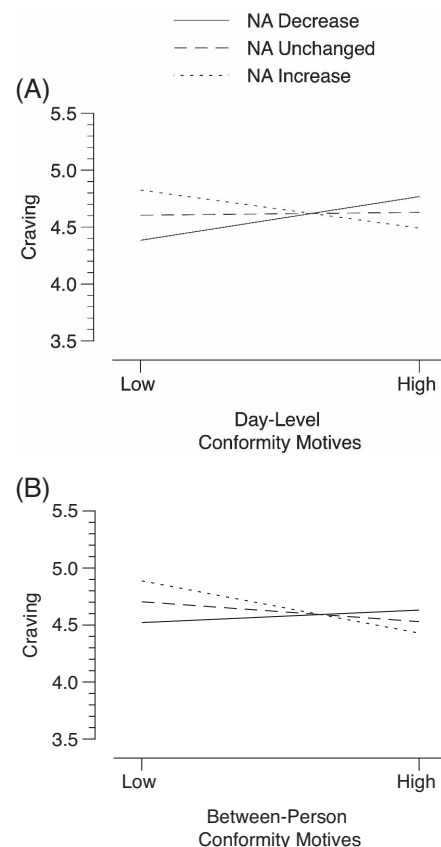 NA Decrease
NA Unchanged
NA Increase
(A)
5.5
5.0
4.5
4.0
3.5
Craving
Low
High
Day-Level
Conformity Motives
(B)
5.5
5.0
4.5
4.0
3.5
Craving
Low
High
Between-Person
Conformity Motives